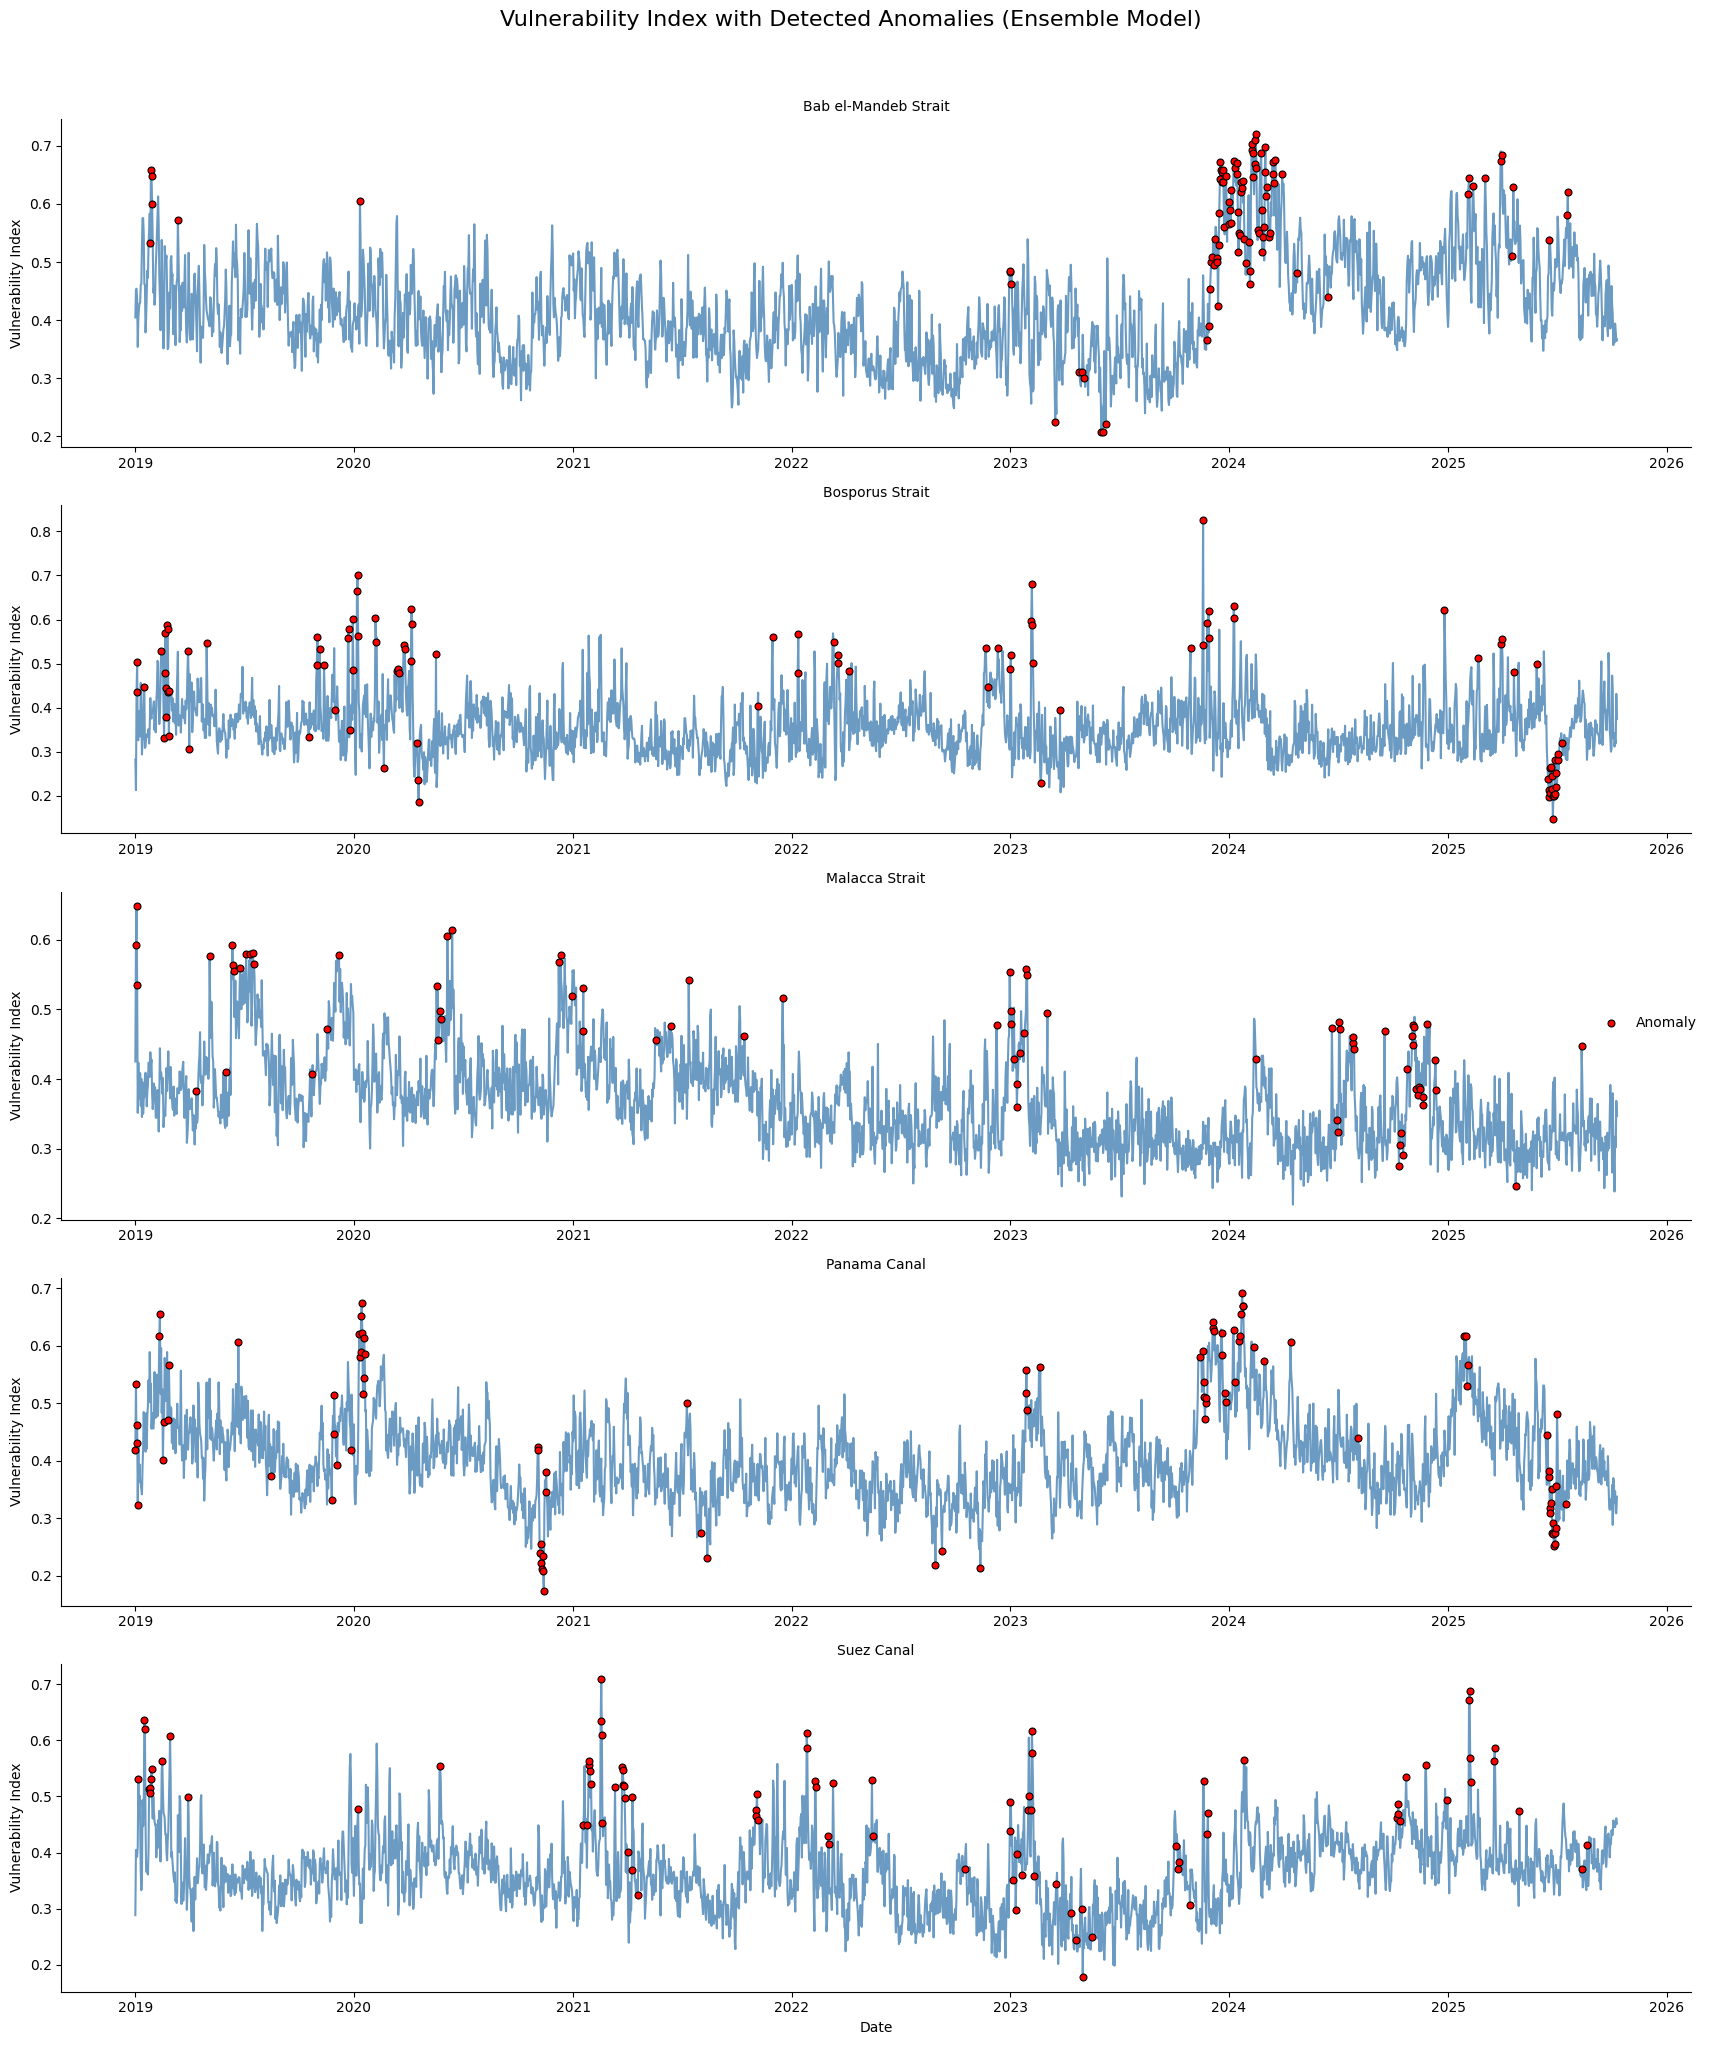 Vulnerability Index with Detected Anomalies (Ensemble Model)
Bab el-Mandeb Strait
Vulnerability Index
0.7
0.6
0.5
0.4
0.3
0.2
2019 2020 2021 2022 2023 2024 2025 2026
Bosporus Strait
Vulnerability Index
0.8
0.7
0.6
0.5
0.4
0.3
0.2
2019 2020 2021 2022 2023 2024 2025 2026
Malacca Strait
Vulnerability Index
0.6
0.5
0.4
0.3
0.2
Anomaly
2019 2020 2021 2022 2023 2024 2025 2026
Panama Canal
Vulnerability Index
0.7
0.6
0.5
0.4
0.3
0.2
2019 2020 2021 2022 2023 2024 2025 2026
Suez Canal
Vulnerability Index
0.7
0.6
0.5
0.4
0.3
0.2
2019 2020 2021 2022 2023 2024 2025 2026
Date